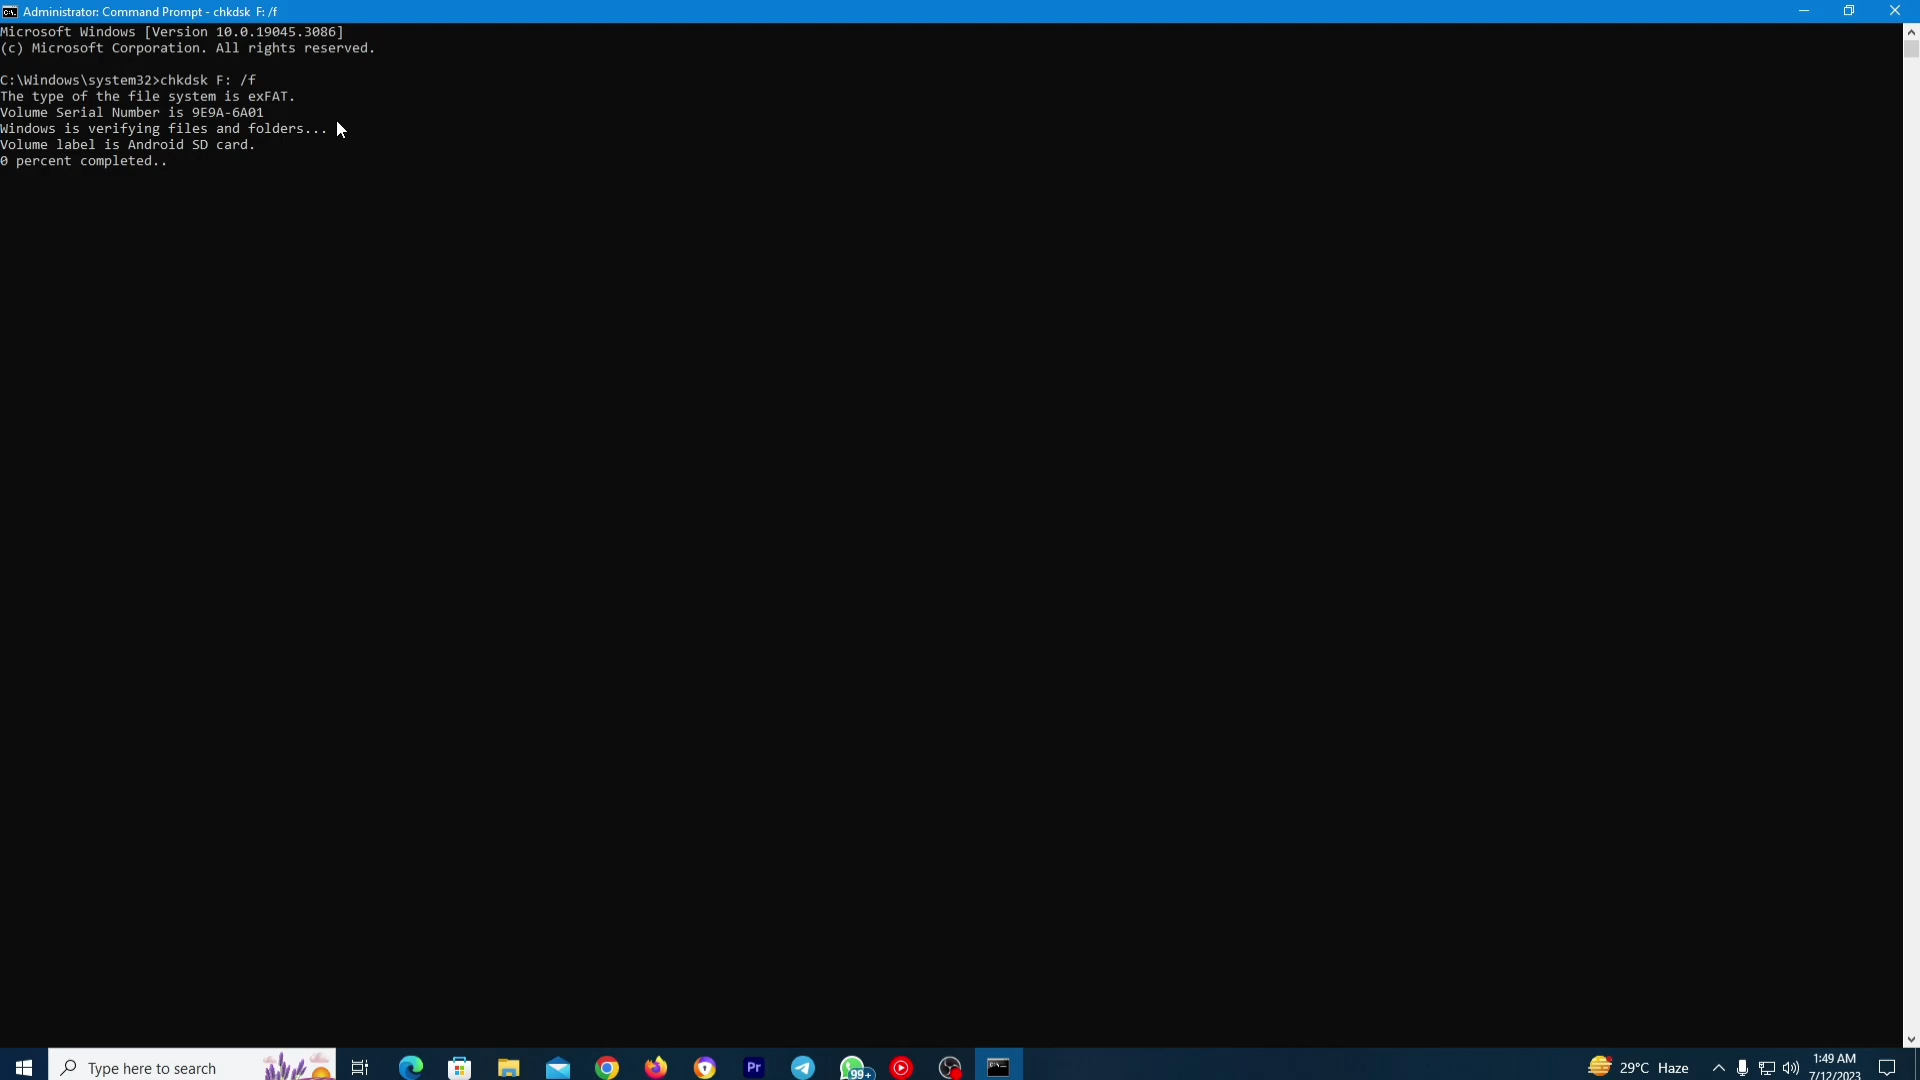 Administrator: Command Prompt - chkdsk  F: /f
Microsoft Windows [Version 10.0.19045.3086]
(c) Microsoft Corporation. All rights reserved.
C:\Windows\system32>chkdsk F: /f
The type of the file system is exFAT.
Volume Serial Number is 9E9A-6A01
Windows is verifying files and folders...
Volume label is Android SD card.
0 percent completed..
Type here to search
Pr
99+
29°C Haze
1:49 AM
7/12/2023